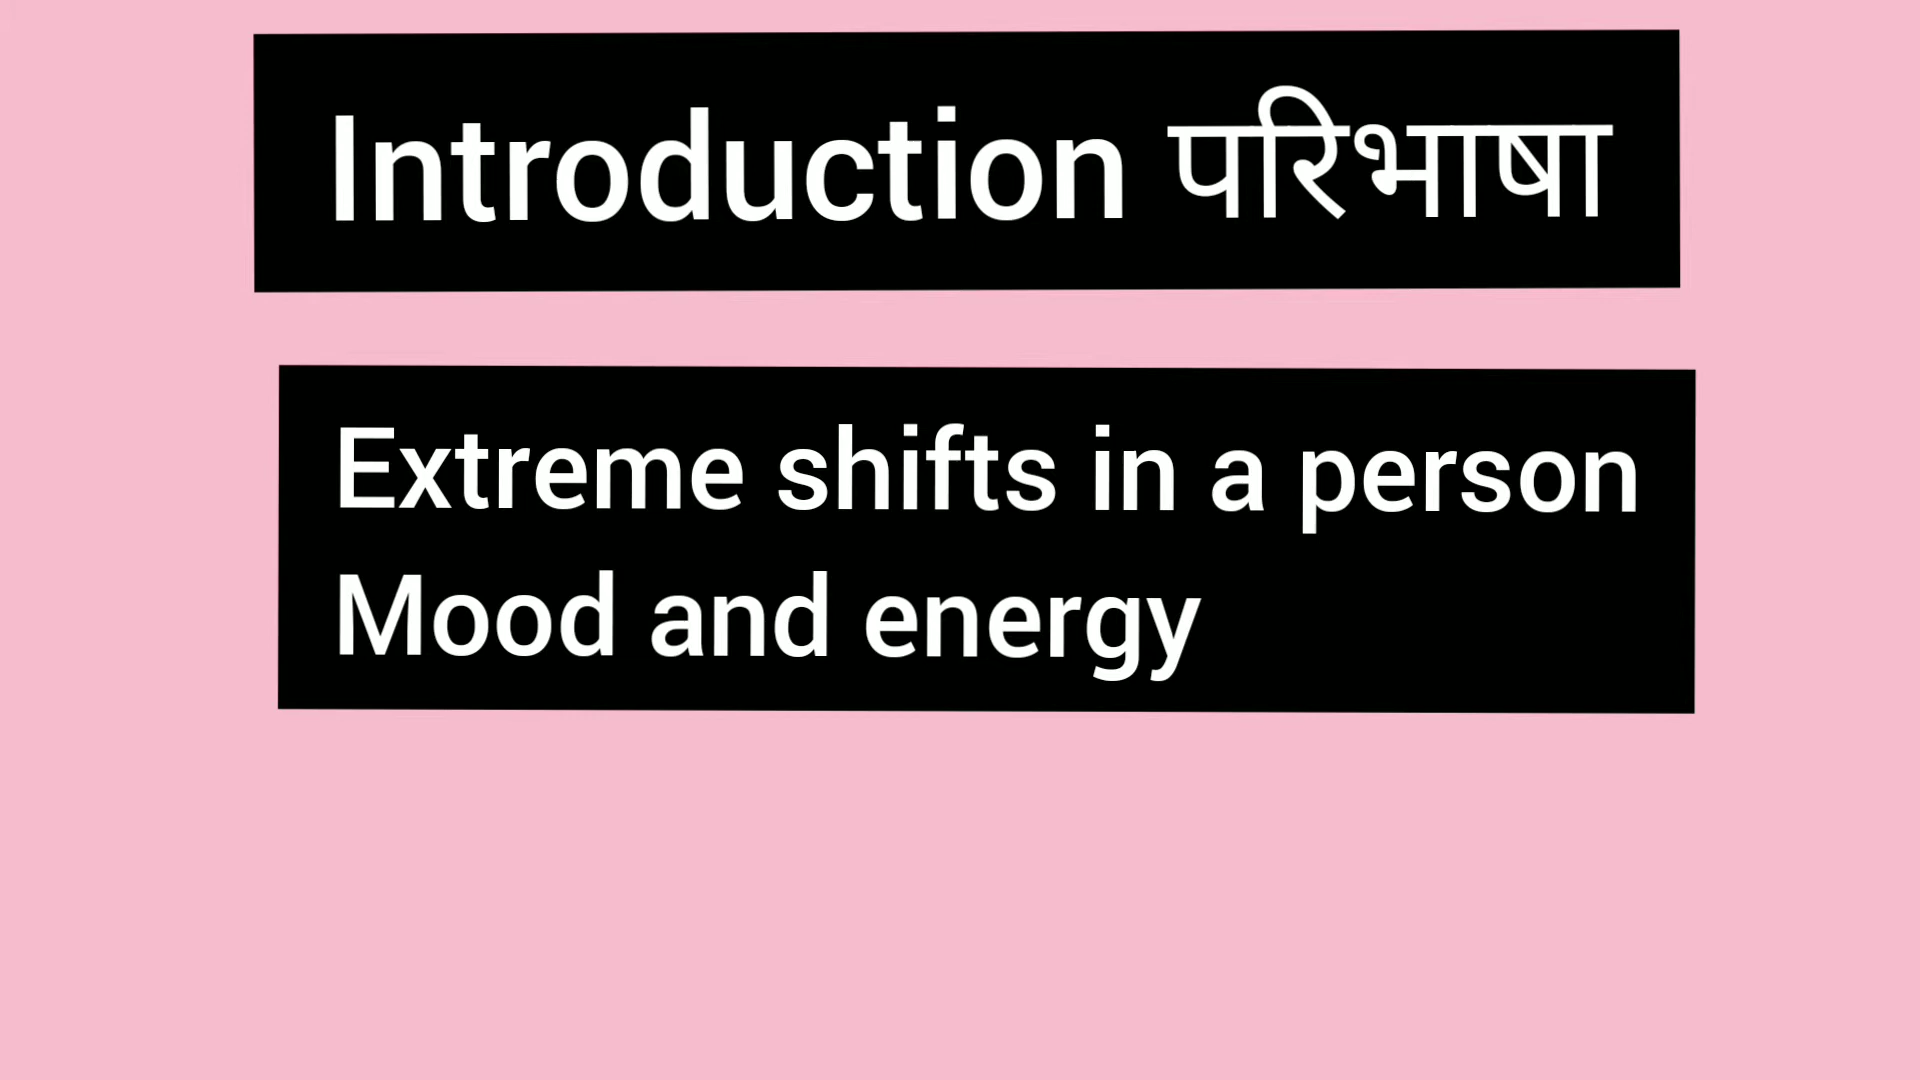 Introduction परिभाषा
Extreme shifts in a person
Mood and energy